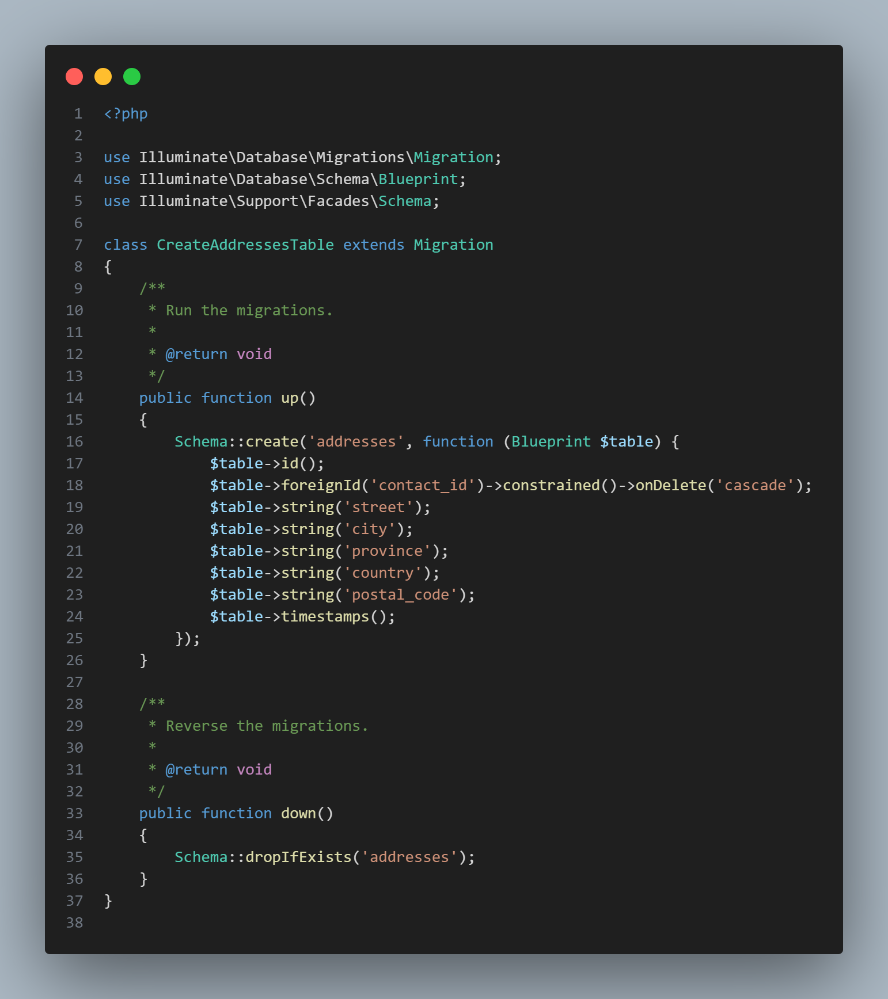 1 <?php
2
3 use Illuminate\Database\Migrations\Migration;
4 use Illuminate\Database\Schema\Blueprint;
5 use Illuminate\Support\Facades\Schema;
6
7 class CreateAddressesTable extends Migration
8 {
9     /**
10      * Run the migrations.
11      *
12      * @return void
13      */
14     public function up()
15     {
16         Schema::create('addresses', function (Blueprint $table) {
17             $table->id();
18             $table->foreignId('contact_id')->constrained()->onDelete('cascade');
19             $table->string('street');
20             $table->string('city');
21             $table->string('province');
22             $table->string('country');
23             $table->string('postal_code');
24             $table->timestamps();
25         });
26     }
27
28     /**
29      * Reverse the migrations.
30      *
31      * @return void
32      */
33     public function down()
34     {
35         Schema::dropIfExists('addresses');
36     }
37 }
38